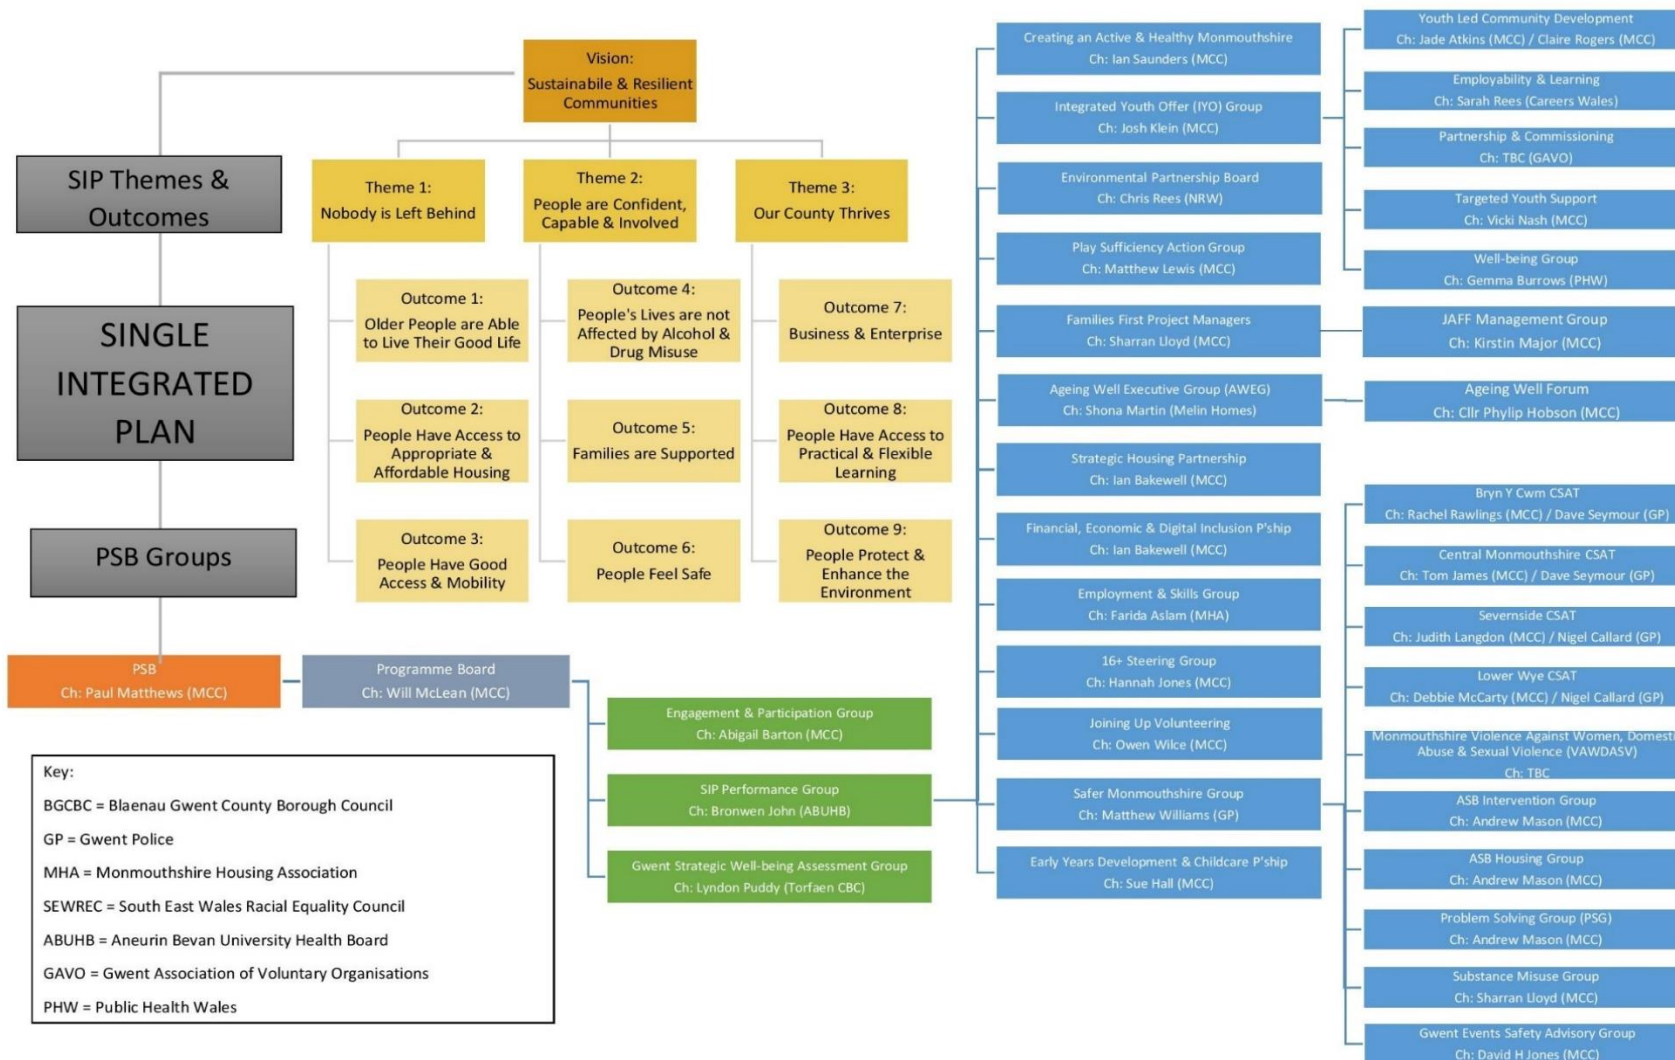 Vision:
Sustainabile & Resilient
Communities
SIP Themes &
Outcomes
SINGLE
INTEGRATED
PLAN
PSB Groups
Theme 1:
Nobody is Left Behind
Theme 2:
People are Confident,
Capable & Involved
Theme 3:
Our County Thrives
Outcome 1:
Older People are Able
to Live Their Good Life
Outcome 2:
People Have Access to
Appropriate &
Affordable Housing
Outcome 3:
People Have Good
Access & Mobility
Outcome 4:
People's Lives are not
Affected by Alcohol &
Drug Misuse
Outcome 5:
Families are Supported
Outcome 6:
People Feel Safe
Outcome 7:
Business & Enterprise
Outcome 8:
People Have Access to
Practical & Flexible
Learning
Outcome 9:
People Protect &
Enhance the
Environment
PSB
Ch: Paul Matthews (MCC)
Programme Board
Ch: Will McLean (MCC)
Engagement & Participation Group
Ch: Abigail Barton (MCC)
SIP Performance Group
Ch: Bronwen John (ABUHB)
Gwent Strategic Well-being Assessment Group
Ch: Lyndon Puddy (Torfaen CBC)
Key:
BGCBC = Blaenau Gwent County Borough Council
GP = Gwent Police
MHA = Monmouthshire Housing Association
SEWREC = South East Wales Racial Equality Council
ABUHB = Aneurin Bevan University Health Board
GAVO = Gwent Association of Voluntary Organisations
PHW = Public Health Wales
Creating an Active & Healthy Monmouthshire
Ch: Ian Saunders (MCC)
Integrated Youth Offer (IYO) Group
Ch: Josh Klein (MCC)
Environmental Partnership Board
Ch: Chris Rees (NRW)
Play Sufficiency Action Group
Ch: Matthew Lewis (MCC)
Families First Project Managers
Ch: Sharran Lloyd (MCC)
Ageing Well Executive Group (AWEG)
Ch: Shona Martin (Melin Homes)
Strategic Housing Partnership
Ch: Ian Bakewell (MCC)
Financial, Economic & Digital Inclusion P'ship
Ch: Ian Bakewell (MCC)
Employment & Skills Group
Ch: Farida Aslam (MHA)
16+ Steering Group
Ch: Hannah Jones (MCC)
Joining Up Volunteering
Ch: Owen Wilce (MCC)
Safer Monmouthshire Group
Ch: Matthew Williams (GP)
Early Years Development & Childcare P'ship
Ch: Sue Hall (MCC)
Youth Led Community Development
Ch: Jade Atkins (MCC) / Claire Rogers (MCC)
Employability & Learning
Ch: Sarah Rees (Careers Wales)
Partnership & Commissioning
Ch: TBC (GAVO)
Targeted Youth Support
Ch: Vicki Nash (MCC)
Well-being Group
Ch: Gemma Burrows (PHW)
JAFF Management Group
Ch: Kirstin Major (MCC)
Ageing Well Forum
Ch: Cllr Phylip Hobson (MCC)
Bryn Y Cwm CSAT
Ch: Rachel Rawlings (MCC) / Dave Seymour (GP)
Central Monmouthshire CSAT
Ch: Tom James (MCC) / Dave Seymour (GP)
Severnside CSAT
Ch: Judith Langdon (MCC) / Nigel Callard (GP)
Lower Wye CSAT
Ch: Debbie McCarty (MCC) / Nigel Callard (GP)
Monmouthshire Violence Against Women, Domesti
Abuse & Sexual Violence (VAWDASV)
Ch: TBC
ASB Intervention Group
Ch: Andrew Mason (MCC)
ASB Housing Group
Ch: Andrew Mason (MCC)
Problem Solving Group (PSG)
Ch: Andrew Mason (MCC)
Substance Misuse Group
Ch: Sharran Lloyd (MCC)
Gwent Events Safety Advisory Group
Ch: David H Jones (MCC)